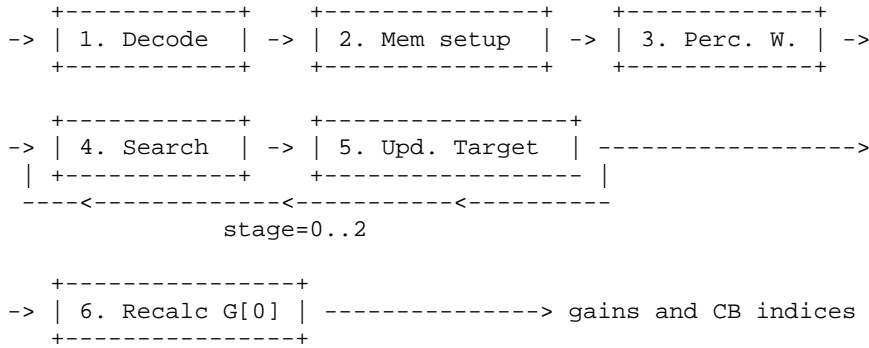 -> | 1. Decode | -> | 2. Mem setup | -> | 3. Perc. W. | ->
-> | 4. Search | -> | 5. Upd. Target | ------------------>
stage=0..2
-> | 6. Recalc G[0] | ---------------> gains and CB indices